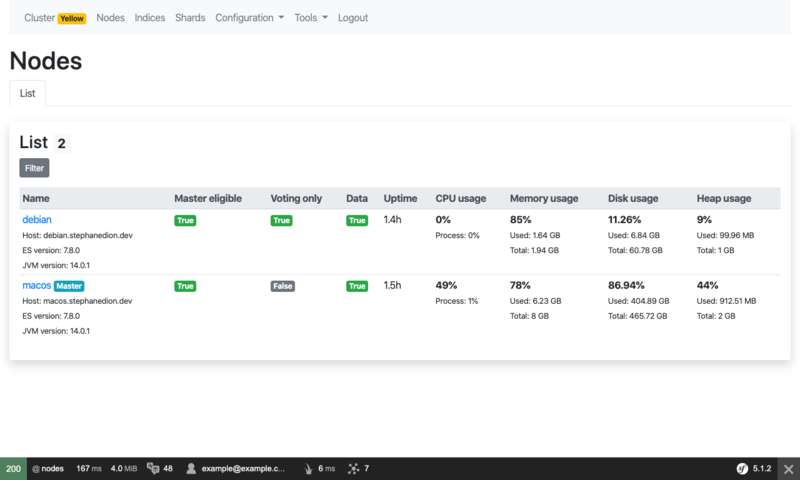 Cluster Yellow Nodes Indices Shards Configuration Tools Logout
Nodes
List
List 2
Filter
Name Master eligible Voting only Data Uptime CPU usage Memory usage Disk usage Heap usage
debian True True True 1.4h 0% 85% 11.26% 9%
Host: debian.stephanedion.dev Process: 0% Used: 1.64 GB Used: 6.84 GB Used: 99.96 MB
ES version: 7.8.0 Total: 1.94 GB Total: 60.78 GB Total: 1 GB
JVM version: 14.0.1
macos Master True False True 1.5h 49% 78% 86.94% 44%
Host: macos.stephanedion.dev Process: 1% Used: 6.23 GB Used: 404.89 GB Used: 912.51 MB
ES version: 7.8.0 Total: 8 GB Total: 465.72 GB Total: 2 GB
JVM version: 14.0.1
200 @ nodes 167 ms 4.0 MiB 48 example@example.c... 6 ms 7 sf 5.1.2